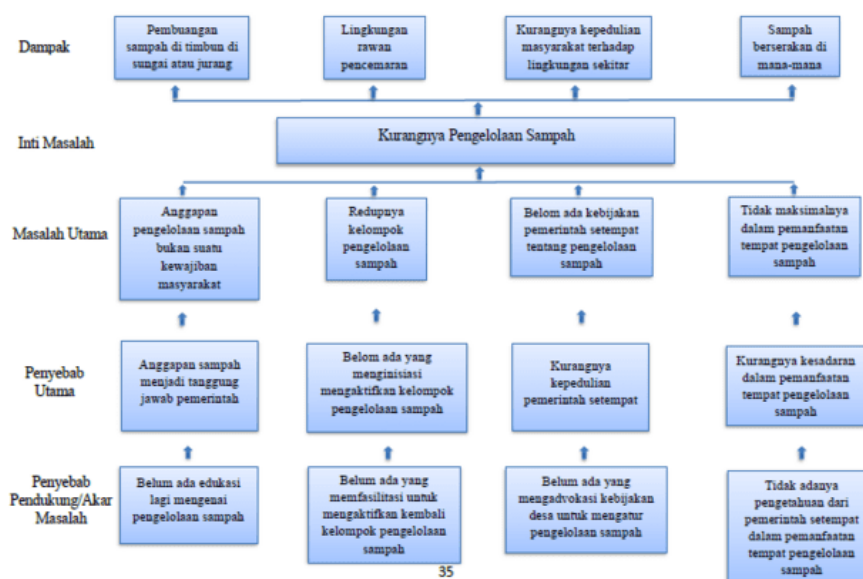 Dampak
Pembuangan
sampah di timbun di
sungai atau jurang
Lingkungan
rawan
pencemaran
Kurangnya kepedulian
masyarakat terhadap
lingkungan sekitar
Sampah
berserakan di
mana-mana
Inti Masalah
Kurangnya Pengelolaan Sampah
Masalah Utama
Anggapan
pengelolaan sampah
bukan suatu
kewajiban
masyarakat
Redupnya
kelompok
pengelolaan
sampah
Belom ada kebijakan
pemerintah setempat
tentang pengelolaan
sampah
Tidak maksimalnya
dalam pemanfaatan
tempat pengelolaan
sampah
Penyebab
Utama
Anggapan sampah
menjadi tanggung
jawab pemerintah
Belom ada yang
menginisiasi
mengaktifkan kelompok
pengelolaan sampah
Kurangnya
kepedulian
pemerintah setempat
Kurangnya kesadaran
dalam pemanfaatan
tempat pengelolaan
sampah
Penyebab
Pendukung/Akar
Masalah
Belum ada edukasi
lagi mengenai
pengelolaan sampah
Belum ada yang
memfasilitasi untuk
mengaktifkan kembali
kelompok pengelolaan
sampah
Belum ada yang
mengadvokasi kebijakan
desa untuk mengatur
pengelolaan sampah
Tidak adanya
pengetahuan dari
pemerintah setempat
dalam pemanfaatan
tempat pengelolaan
sampah
35